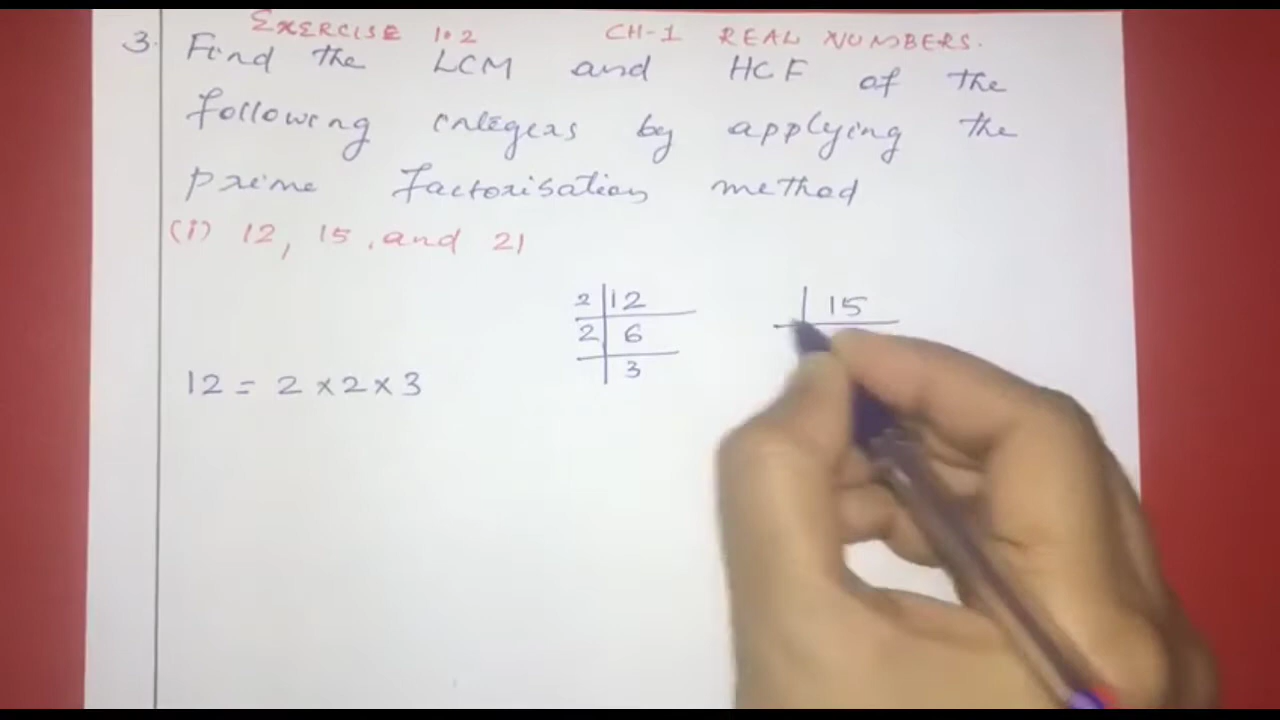 EXERCISE 1.2 CH-1 REAL NUMBERS.
3. Find the LCM and HCF of the
following integers by applying the
prime factorisation method
(i) 12, 15, and 21
2 12
2 6
3
15
12 = 2 × 2 × 3